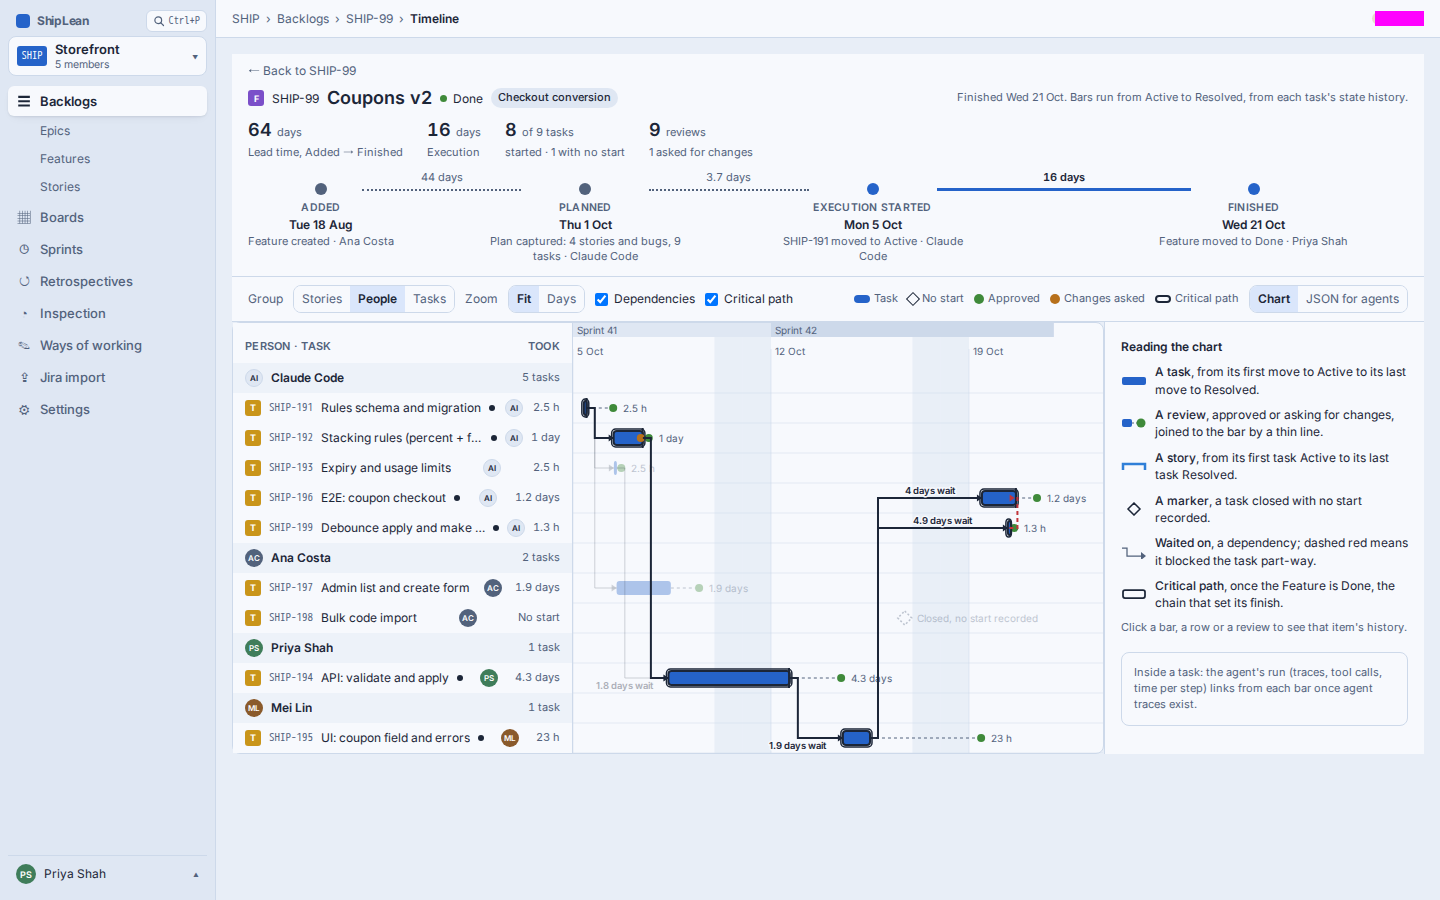 ShipLean
Ctrl+P
SHIP
Storefront
5 members
Backlogs
Epics
Features
Stories
Boards
Sprints
Retrospectives
Inspection
Ways of working
Jira import
Settings
PS
Priya Shah
SHIP › Backlogs › SHIP-99 › Timeline
← Back to SHIP-99
F SHIP-99 Coupons v2 Done Checkout conversion
Finished Wed 21 Oct. Bars run from Active to Resolved, from each task's state history.
64 days
Lead time, Added → Finished
16 days
Execution
8 of 9 tasks
started · 1 with no start
9 reviews
1 asked for changes
44 days
3.7 days
16 days
ADDED
Tue 18 Aug
Feature created · Ana Costa
PLANNED
Thu 1 Oct
Plan captured: 4 stories and bugs, 9
tasks · Claude Code
EXECUTION STARTED
Mon 5 Oct
SHIP-191 moved to Active · Claude
Code
FINISHED
Wed 21 Oct
Feature moved to Done · Priya Shah
Group Stories People Tasks Zoom Fit Days Dependencies Critical path
Task No start Approved Changes asked Critical path Chart JSON for agents
PERSON · TASK TOOK
Sprint 41 Sprint 42
5 Oct 12 Oct 19 Oct
AI Claude Code 5 tasks
T SHIP-191 Rules schema and migration AI 2.5 h
2.5 h
T SHIP-192 Stacking rules (percent + f... AI 1 day
1 day
T SHIP-193 Expiry and usage limits AI 2.5 h
2.5 h
T SHIP-196 E2E: coupon checkout AI 1.2 days
4 days wait 1.2 days
T SHIP-199 Debounce apply and make ... AI 1.3 h
4.9 days wait 1.3 h
AC Ana Costa 2 tasks
T SHIP-197 Admin list and create form AC 1.9 days
1.9 days
T SHIP-198 Bulk code import AC No start
Closed, no start recorded
PS Priya Shah 1 task
T SHIP-194 API: validate and apply PS 4.3 days
1.8 days wait 4.3 days
ML Mei Lin 1 task
T SHIP-195 UI: coupon field and errors ML 23 h
1.9 days wait 23 h
Reading the chart
A task, from its first move to Active to its last
move to Resolved.
A review, approved or asking for changes,
joined to the bar by a thin line.
A story, from its first task Active to its last
task Resolved.
A marker, a task closed with no start
recorded.
Waited on, a dependency; dashed red means
it blocked the task part-way.
Critical path, once the Feature is Done, the
chain that set its finish.
Click a bar, a row or a review to see that item's history.
Inside a task: the agent's run (traces, tool calls,
time per step) links from each bar once agent
traces exist.